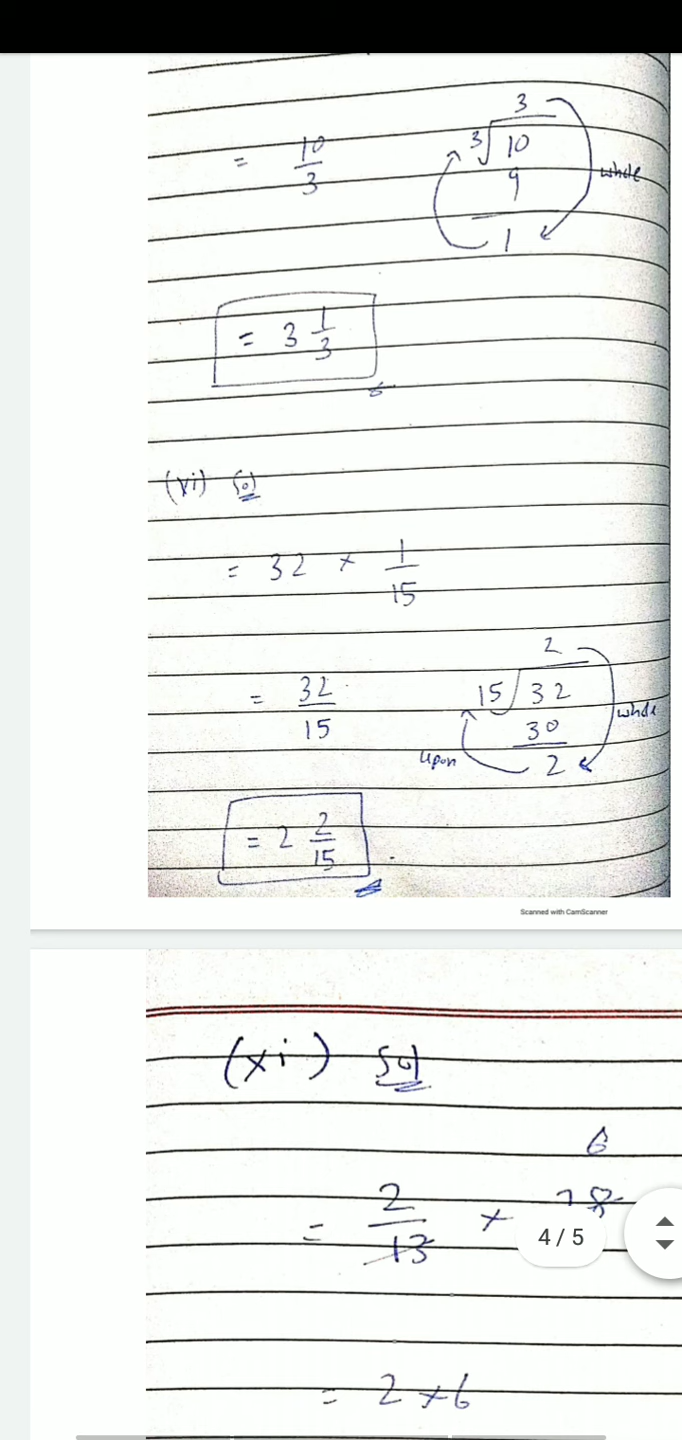 = 10/3
3
3√10
9
1
whole
= 3 1/3
(vi) Sol
= 32 × 1/15
= 32/15
2
15√32
30
2
whole
upon
= 2 2/15
Scanned with CamScanner
(xi) Sol
6
= 2/13 × 78
4 / 5
= 2 × 6